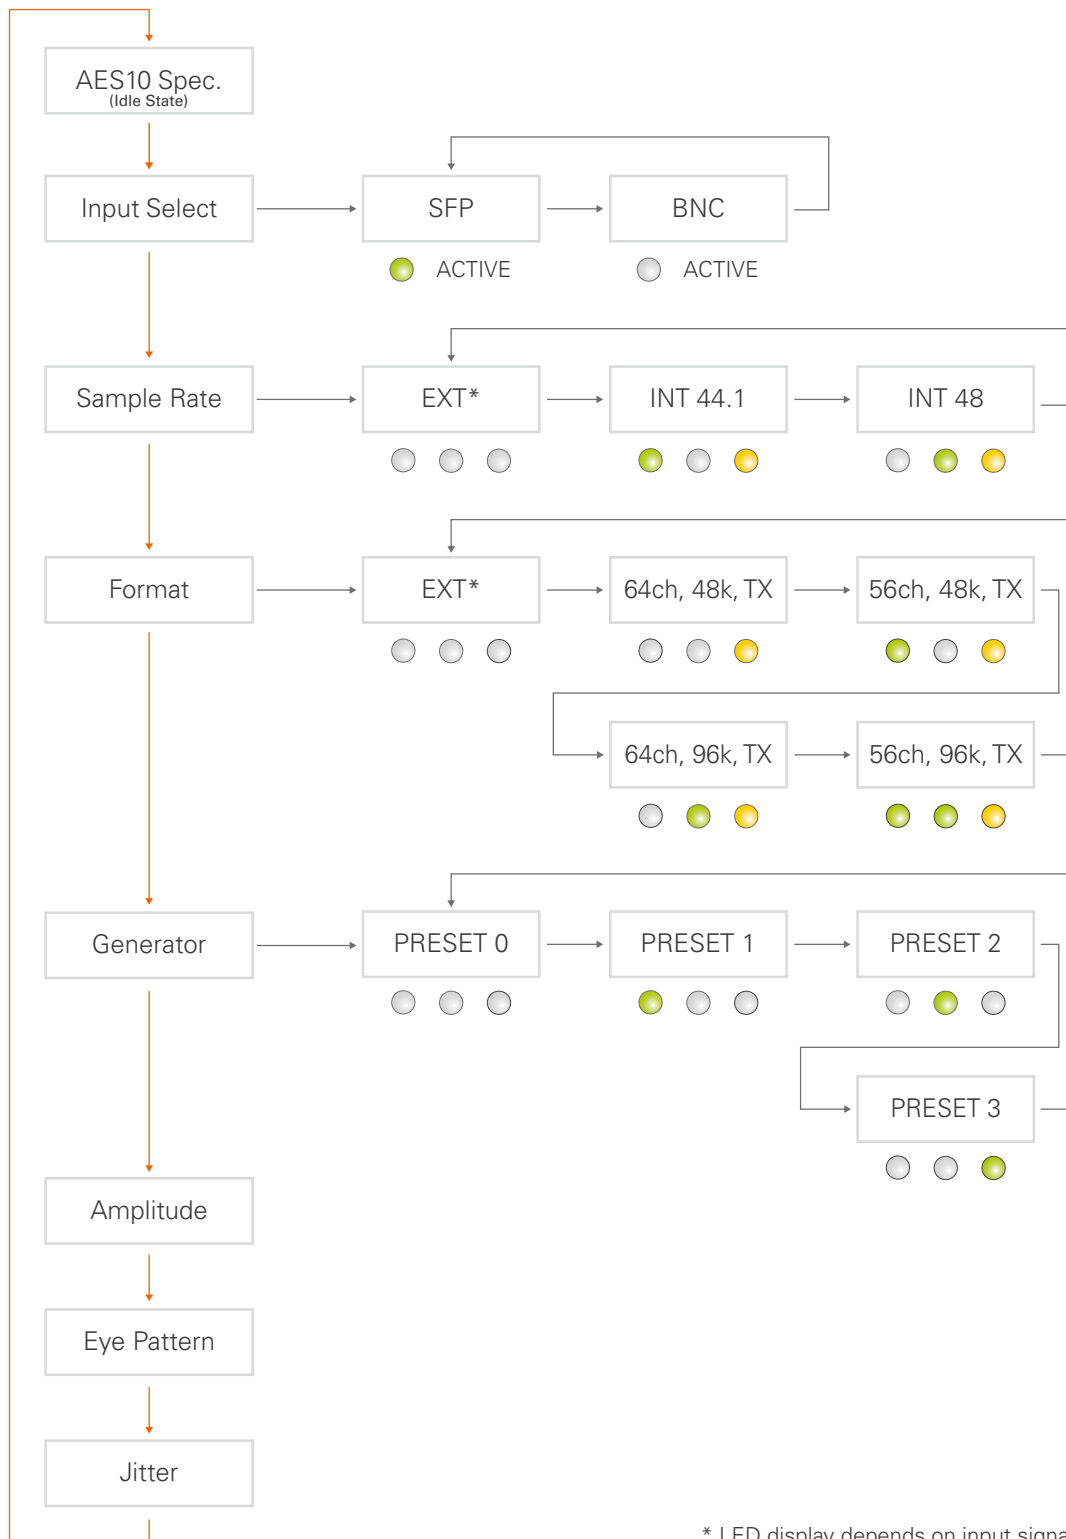 AES10 Spec.
(Idle State)
Input Select
SFP
BNC
ACTIVE
ACTIVE
Sample Rate
EXT*
INT 44.1
INT 48
Format
EXT*
64ch, 48k, TX
56ch, 48k, TX
64ch, 96k, TX
56ch, 96k, TX
Generator
PRESET 0
PRESET 1
PRESET 2
PRESET 3
Amplitude
Eye Pattern
Jitter
* LED display depends on input signa